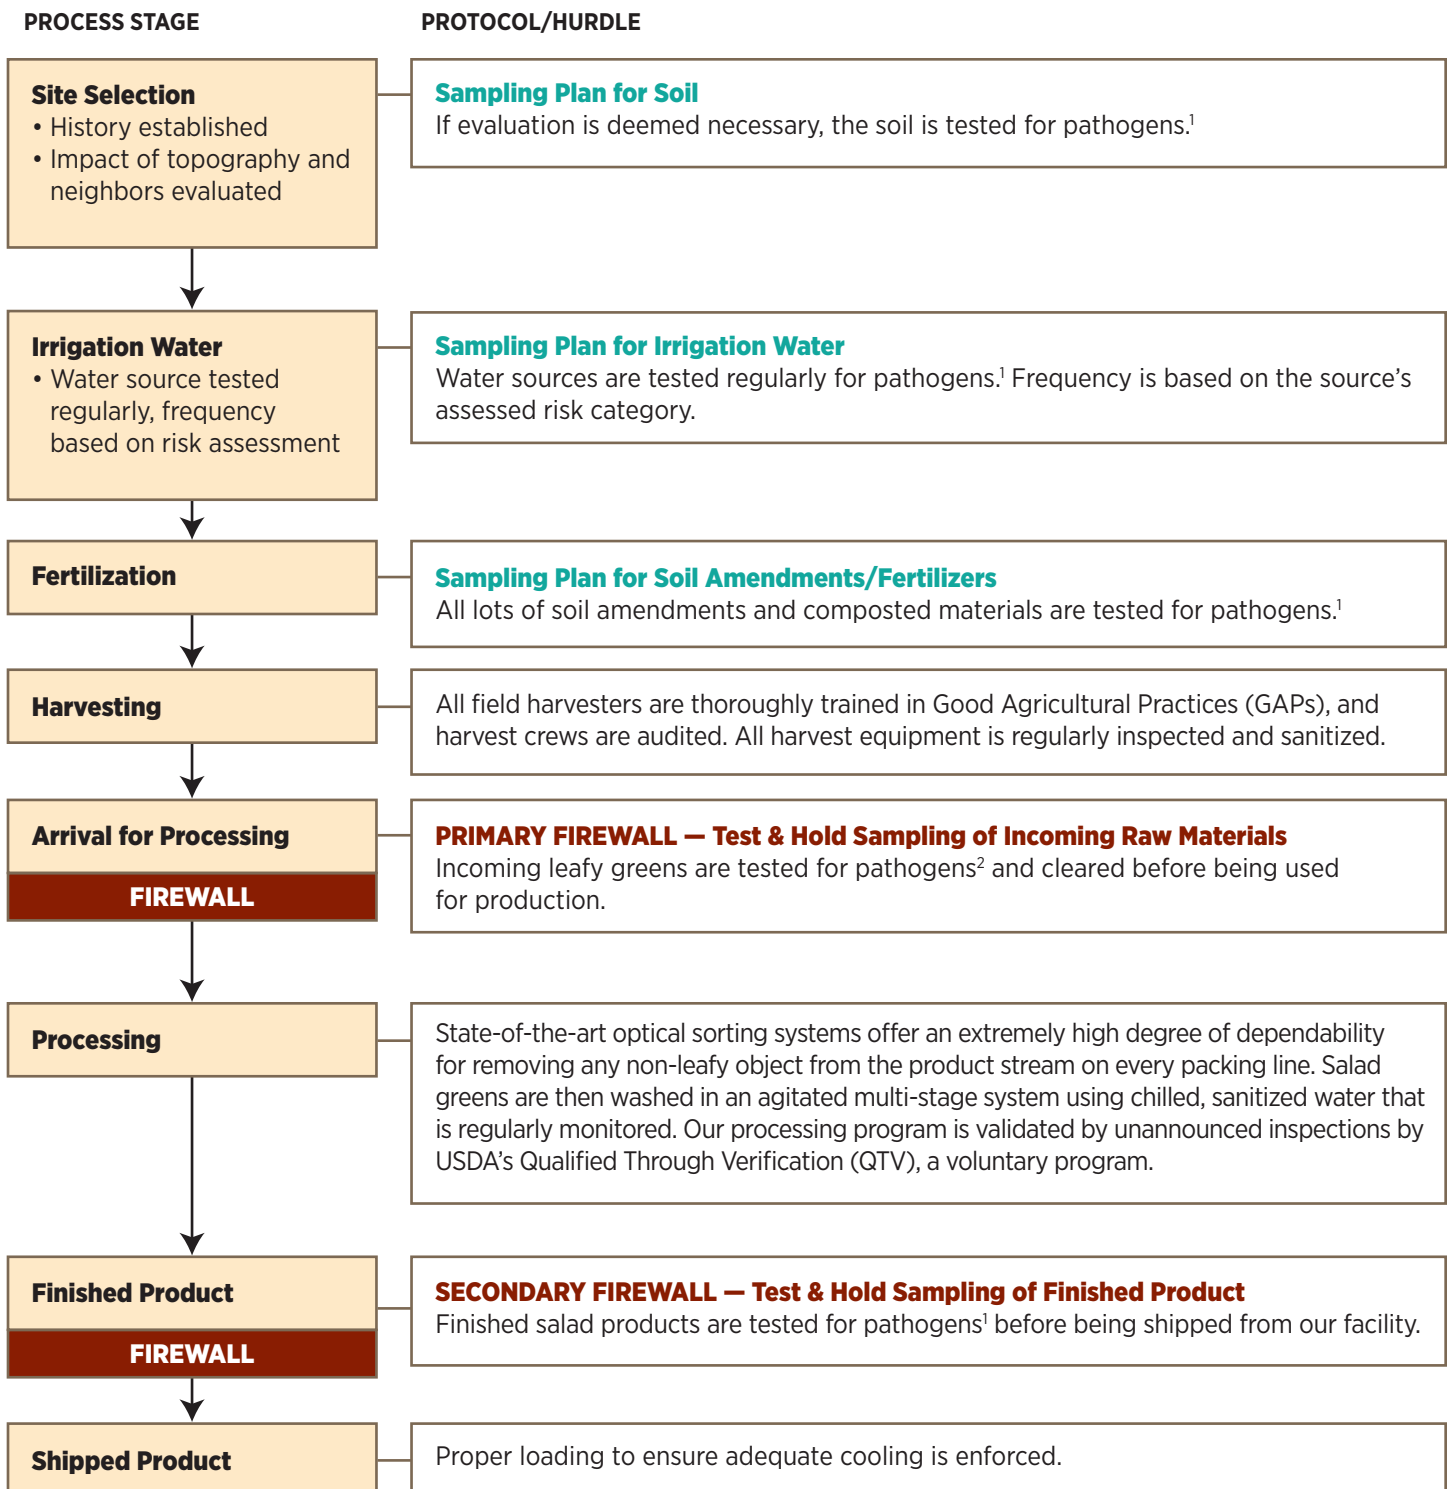 PROCESS STAGE
PROTOCOL/HURDLE
Site Selection
• History established
• Impact of topography and
neighbors evaluated
Sampling Plan for Soil
If evaluation is deemed necessary, the soil is tested for pathogens.¹
Irrigation Water
• Water source tested
regularly, frequency
based on risk assessment
Sampling Plan for Irrigation Water
Water sources are tested regularly for pathogens.¹ Frequency is based on the source’s
assessed risk category.
Fertilization
Sampling Plan for Soil Amendments/Fertilizers
All lots of soil amendments and composted materials are tested for pathogens.¹
Harvesting
All field harvesters are thoroughly trained in Good Agricultural Practices (GAPs), and
harvest crews are audited. All harvest equipment is regularly inspected and sanitized.
Arrival for Processing
FIREWALL
PRIMARY FIREWALL — Test & Hold Sampling of Incoming Raw Materials
Incoming leafy greens are tested for pathogens² and cleared before being used
for production.
Processing
State-of-the-art optical sorting systems offer an extremely high degree of dependability
for removing any non-leafy object from the product stream on every packing line. Salad
greens are then washed in an agitated multi-stage system using chilled, sanitized water that
is regularly monitored. Our processing program is validated by unannounced inspections by
USDA’s Qualified Through Verification (QTV), a voluntary program.
Finished Product
FIREWALL
SECONDARY FIREWALL — Test & Hold Sampling of Finished Product
Finished salad products are tested for pathogens¹ before being shipped from our facility.
Shipped Product
Proper loading to ensure adequate cooling is enforced.